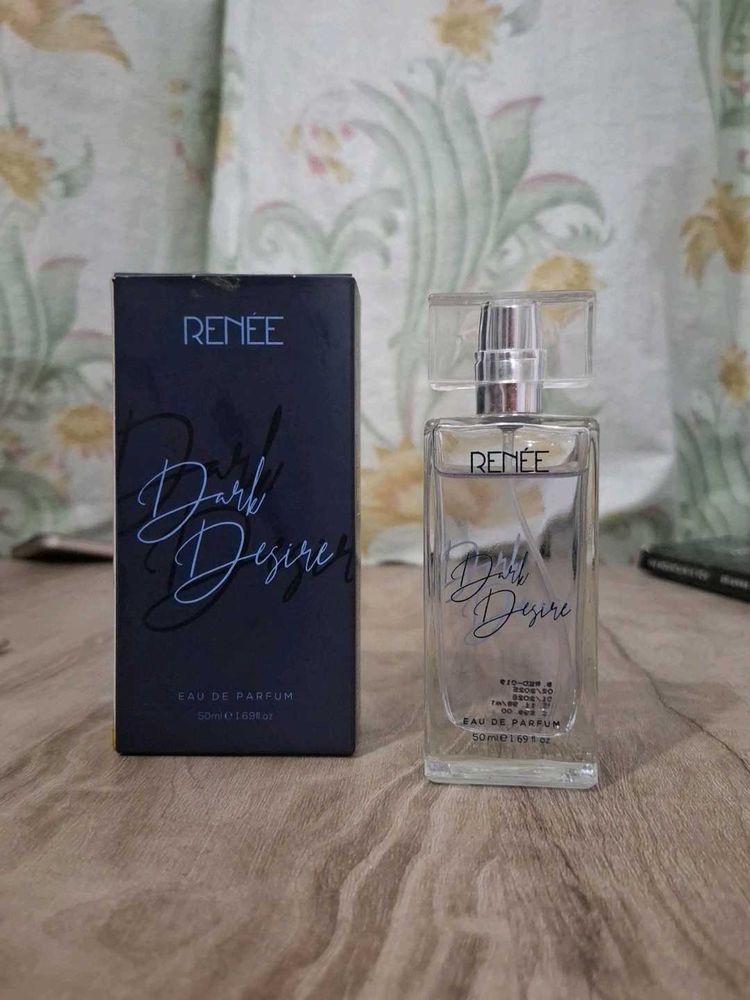 RENÉE
Dark
Desire
EAU DE PARFUM
50ml e 1.69fl.oz
RENÉE
Dark
Desire
EAU DE PARFUM
50ml e 1.69 fl.oz